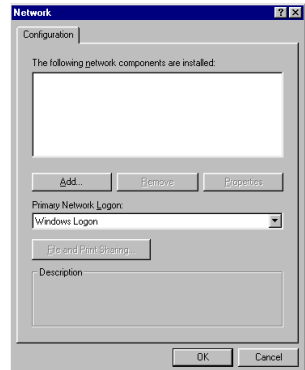 Network
Configuration
The following network components are installed:
Add...
Remove
Properties
Primary Network Logon:
Windows Logon
File and Print Sharing...
Description
OK
Cancel